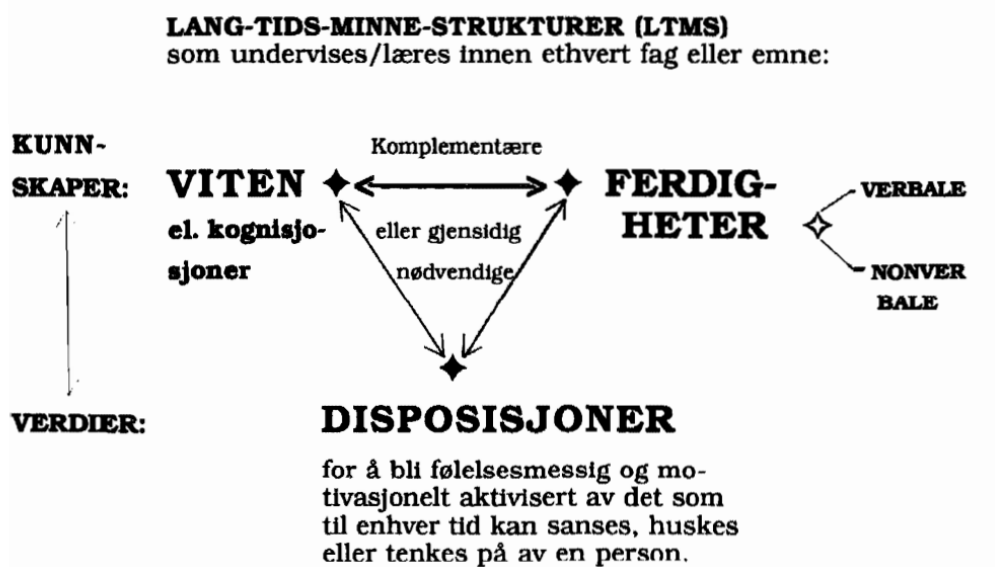 LANG-TIDS-MINNE-STRUKTURER (LTMS)
som undervises/læres innen ethvert fag eller emne:
KUNN-
SKAPER:
Komplementære
VITEN
el. kognisjo-
sjoner
eller gjensidig
nødvendige
FERDIG-
HETER
VERBALE
NONVER
BALE
VERDIER:
DISPOSISJONER
for å bli følelsesmessig og mo-
tivasjonelt aktivisert av det som
til enhver tid kan sanses, huskes
eller tenkes på av en person.